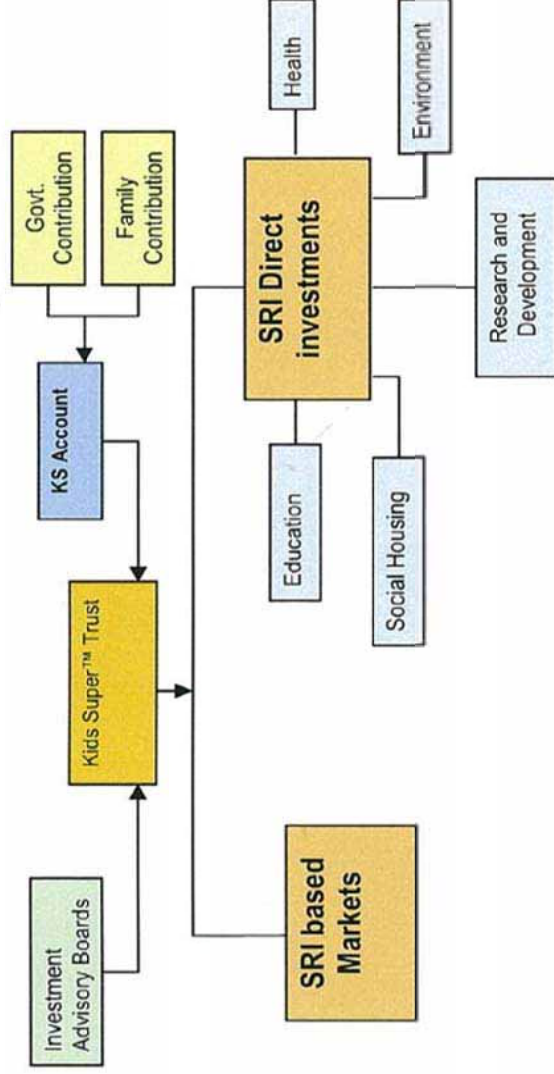 Govt.
Contribution
Family
Contribution
KS Account
Investment
Advisory Boards
Kids Super™ Trust
SRI based
Markets
SRI Direct
investments
Education
Health
Social Housing
Environment
Research and
Development